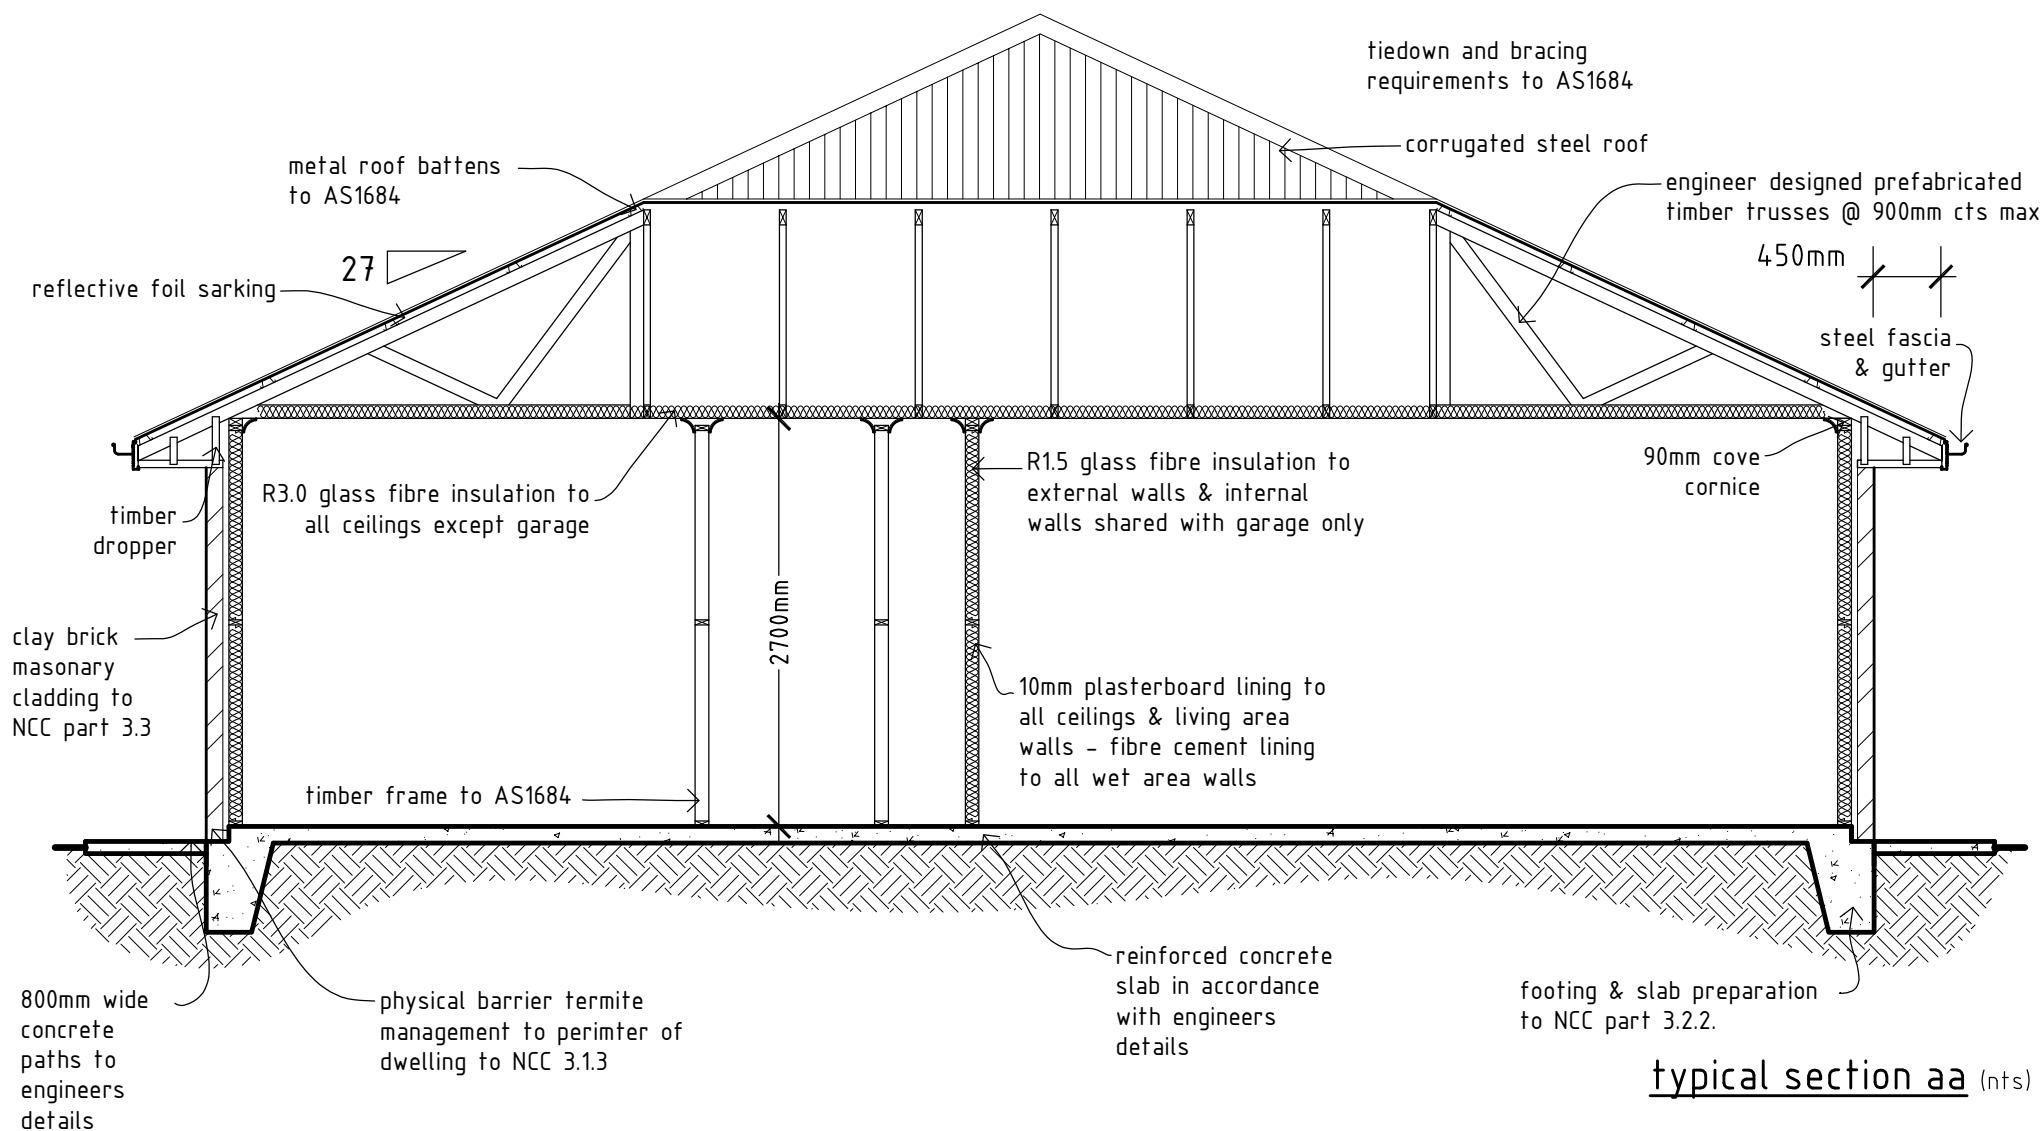 tiedown and bracing
requirements to AS1684
corrugated steel roof
metal roof battens
to AS1684
engineer designed prefabricated
timber trusses @ 900mm cts max
450mm
27
reflective foil sarking
steel fascia
& gutter
90mm cove
cornice
R1.5 glass fibre insulation to
external walls & internal
walls shared with garage only
R3.0 glass fibre insulation to
all ceilings except garage
timber
dropper
2700mm
clay brick
masonary
cladding to
NCC part 3.3
10mm plasterboard lining to
all ceilings & living area
walls - fibre cement lining
to all wet area walls
timber frame to AS1684
reinforced concrete
slab in accordance
with engineers
details
footing & slab preparation
to NCC part 3.2.2.
800mm wide
concrete
paths to
engineers
details
physical barrier termite
management to perimter of
dwelling to NCC 3.1.3
typical section aa (nts)